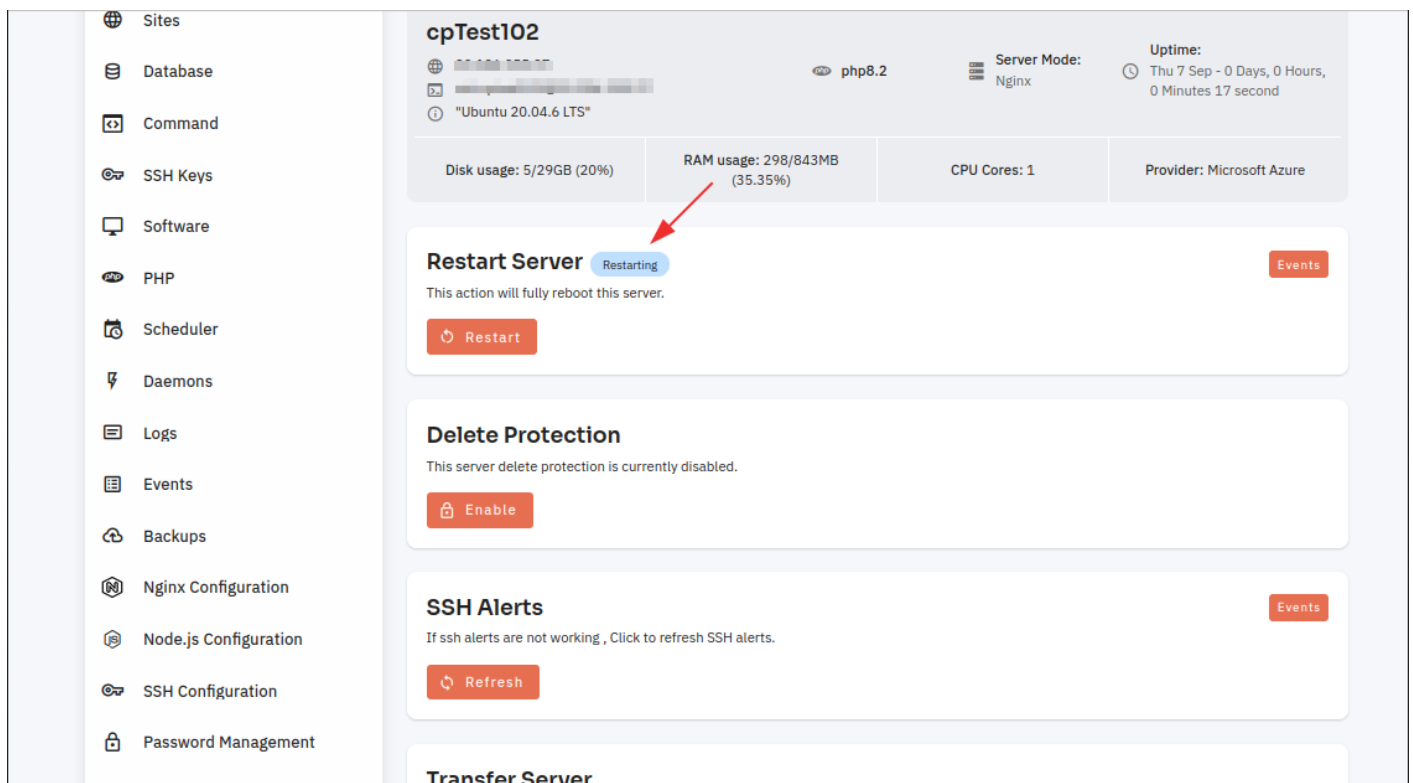 Sites
Database
Command
SSH Keys
Software
PHP
Scheduler
Daemons
Logs
Events
Backups
Nginx Configuration
Node.js Configuration
SSH Configuration
Password Management
cpTest102
"Ubuntu 20.04.6 LTS"
php8.2
Server Mode:
Nginx
Uptime:
Thu 7 Sep - 0 Days, 0 Hours,
0 Minutes 17 second
Disk usage: 5/29GB (20%)
RAM usage: 298/843MB
(35.35%)
CPU Cores: 1
Provider: Microsoft Azure
Restart Server Restarting
Events
This action will fully reboot this server.
Restart
Delete Protection
This server delete protection is currently disabled.
Enable
SSH Alerts
Events
If ssh alerts are not working , Click to refresh SSH alerts.
Refresh
Transfer Server